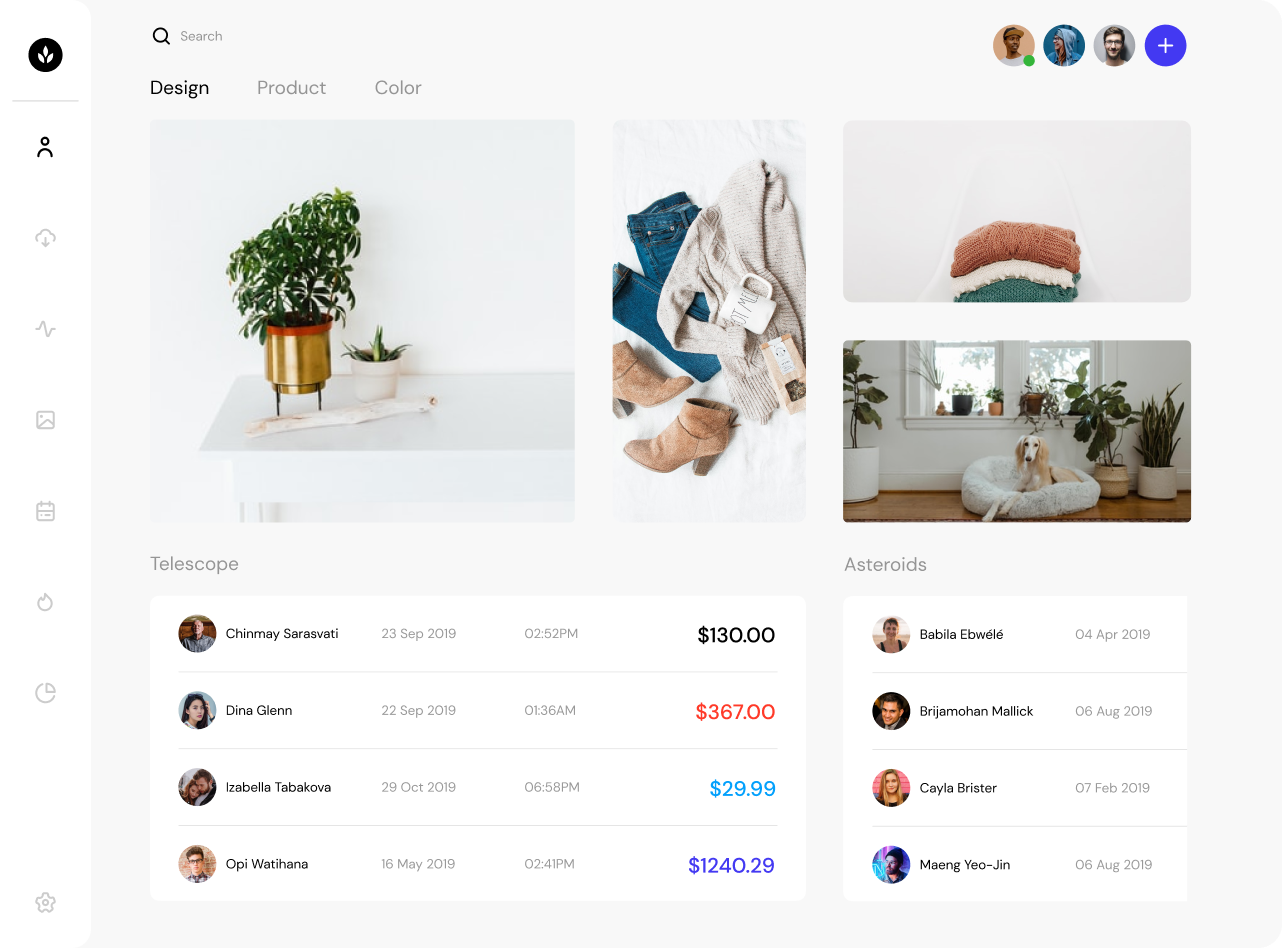 Search
Design Product Color
OT ME
Telescope
Chinmay Sarasvati 23 Sep 2019 02:52PM $130.00
Dina Glenn 22 Sep 2019 01:36AM $367.00
Izabella Tabakova 29 Oct 2019 06:58PM $29.99
Opi Watihana 16 May 2019 02:41PM $1240.29
Asteroids
Babila Ebwélé 04 Apr 2019
Brijamohan Mallick 06 Aug 2019
Cayla Brister 07 Feb 2019
Maeng Yeo-Jin 06 Aug 2019